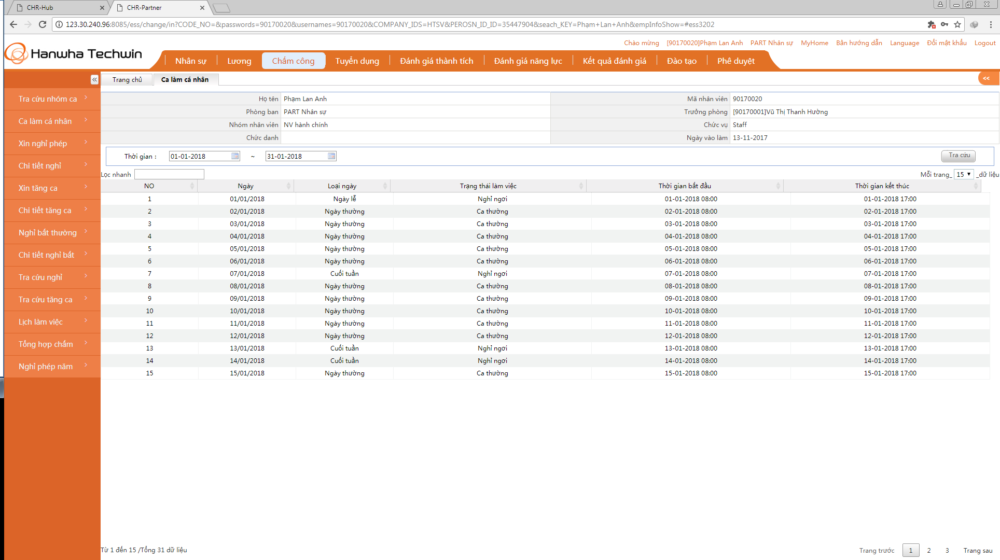 CHR-Hub
CHR-Partner
123.30.240.96:8085/ess/change/in?CODE_NO=&passwords=90170020&usernames=90170020&COMPANY_IDS=HTSV&PEROSN_ID_ID=35447904&seach_KEY=Phạm+Lan+Anh&empInfoShow=#ess3202
Chào mừng [90170020]Phạm Lan Anh PART Nhân sự MyHome Bản hướng dẫn Language Đổi mật khẩu Logout
Hanwha Techwin
Nhân sự Lương Chấm công Tuyển dụng Đánh giá thành tích Đánh giá năng lực Kết quả đánh giá Đào tạo Phê duyệt
Trang chủ Ca làm cá nhân <<
Tra cứu nhóm ca
Ca làm cá nhân
Xin nghỉ phép
Chi tiết nghỉ
Xin tăng ca
Chi tiết tăng ca
Nghỉ bất thường
Chi tiết nghỉ bất
Tra cứu nghỉ
Tra cứu tăng ca
Lịch làm việc
Tổng hợp chấm
Nghỉ phép năm
Họ tên Phạm Lan Anh Mã nhân viên 90170020
Phòng ban PART Nhân sự Trưởng phòng [90170001]Vũ Thị Thanh Hường
Nhóm nhân viên NV hành chính Chức vụ Staff
Chức danh Ngày vào làm 13-11-2017
Thời gian : 01-01-2018 ~ 31-01-2018 Tra cứu
Lọc nhanh Mỗi trang_ 15 _dữ liệu
NO Ngày Loại ngày Trạng thái làm việc Thời gian bắt đầu Thời gian kết thúc
1 01/01/2018 Ngày lễ Nghỉ ngơi 01-01-2018 08:00 01-01-2018 17:00
2 02/01/2018 Ngày thường Ca thường 02-01-2018 08:00 02-01-2018 17:00
3 03/01/2018 Ngày thường Ca thường 03-01-2018 08:00 03-01-2018 17:00
4 04/01/2018 Ngày thường Ca thường 04-01-2018 08:00 04-01-2018 17:00
5 05/01/2018 Ngày thường Ca thường 05-01-2018 08:00 05-01-2018 17:00
6 06/01/2018 Ngày thường Ca thường 06-01-2018 08:00 06-01-2018 17:00
7 07/01/2018 Cuối tuần Nghỉ ngơi 07-01-2018 08:00 07-01-2018 17:00
8 08/01/2018 Ngày thường Ca thường 08-01-2018 08:00 08-01-2018 17:00
9 09/01/2018 Ngày thường Ca thường 09-01-2018 08:00 09-01-2018 17:00
10 10/01/2018 Ngày thường Ca thường 10-01-2018 08:00 10-01-2018 17:00
11 11/01/2018 Ngày thường Ca thường 11-01-2018 08:00 11-01-2018 17:00
12 12/01/2018 Ngày thường Ca thường 12-01-2018 08:00 12-01-2018 17:00
13 13/01/2018 Cuối tuần Nghỉ ngơi 13-01-2018 08:00 13-01-2018 17:00
14 14/01/2018 Cuối tuần Nghỉ ngơi 14-01-2018 08:00 14-01-2018 17:00
15 15/01/2018 Ngày thường Ca thường 15-01-2018 08:00 15-01-2018 17:00
Từ 1 đến 15 /Tổng 31 dữ liệu Trang trước 1 2 3 Trang sau